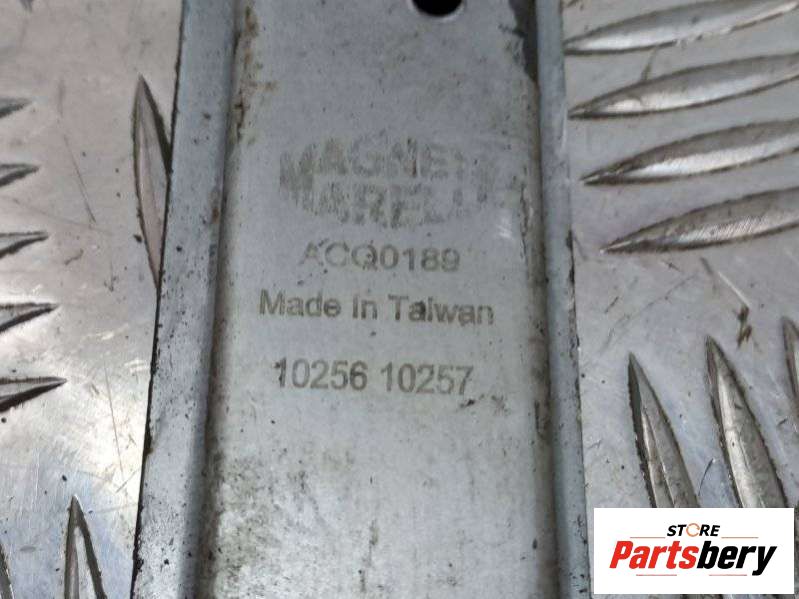 MAGNETI
MARELLI
ACQ0189
Made in Taiwan
10256 10257
STORE
Partsbery